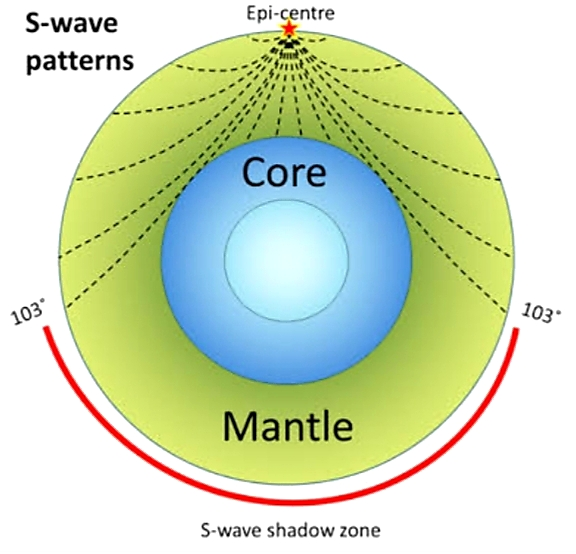 S-wave
patterns
Epi-centre
Core
103°
103°
Mantle
S-wave shadow zone